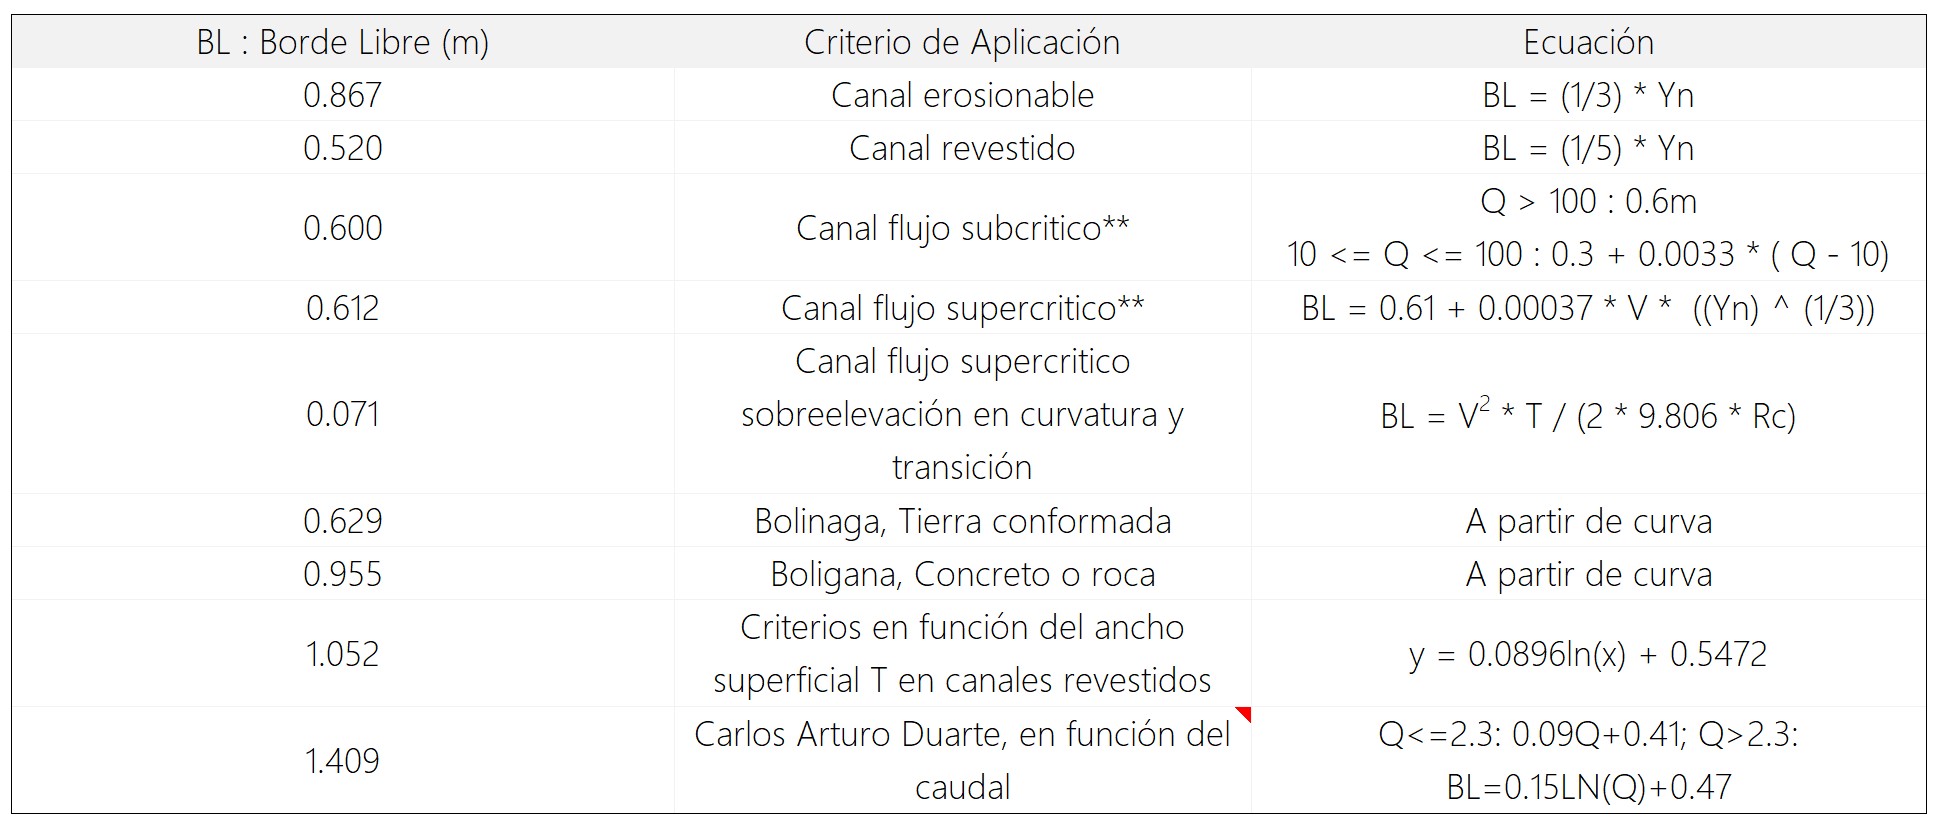 BL : Borde Libre (m) Criterio de Aplicación Ecuación
0.867 Canal erosionable BL = (1/3) * Yn
0.520 Canal revestido BL = (1/5) * Yn
0.600 Canal flujo subcritico** Q > 100 : 0.6m
10 <= Q <= 100 : 0.3 + 0.0033 * ( Q - 10)
0.612 Canal flujo supercritico** BL = 0.61 + 0.00037 * V * ((Yn) ^ (1/3))
0.071 Canal flujo supercritico
sobreelevación en curvatura y
transición
BL = V² * T / (2 * 9.806 * Rc)
0.629 Bolinaga, Tierra conformada A partir de curva
0.955 Boligana, Concreto o roca A partir de curva
1.052 Criterios en función del ancho
superficial T en canales revestidos
y = 0.0896ln(x) + 0.5472
1.409 Carlos Arturo Duarte, en función del
caudal
Q<=2.3: 0.09Q+0.41; Q>2.3:
BL=0.15LN(Q)+0.47